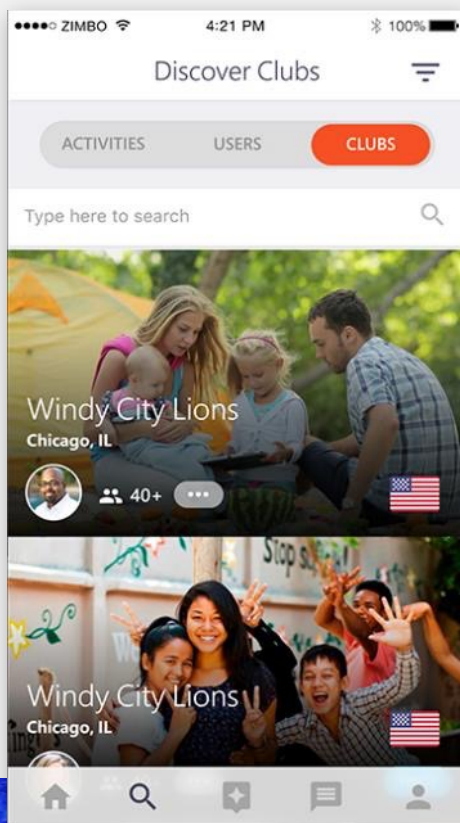 ZIMBO 4:21 PM 100%
Discover Clubs
ACTIVITIES USERS CLUBS
Type here to search
Windy City Lions
Chicago, IL
40+
Stop
Windy City Lions
Chicago, IL